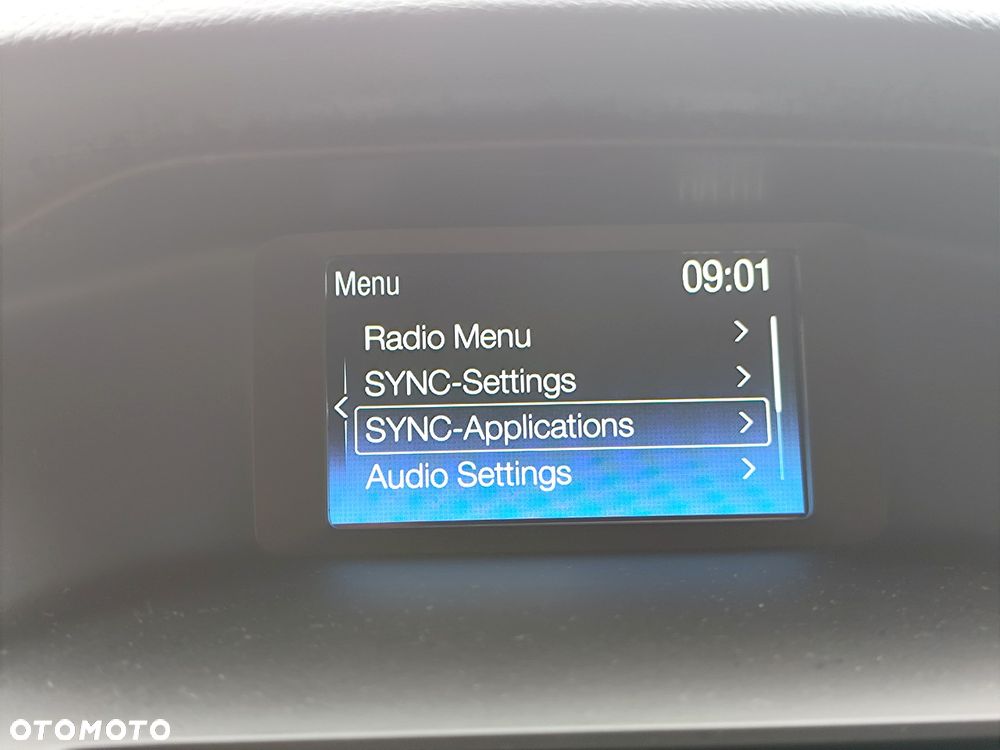 Menu 09:01
Radio Menu
SYNC-Settings
SYNC-Applications
Audio Settings
OTOMOTO